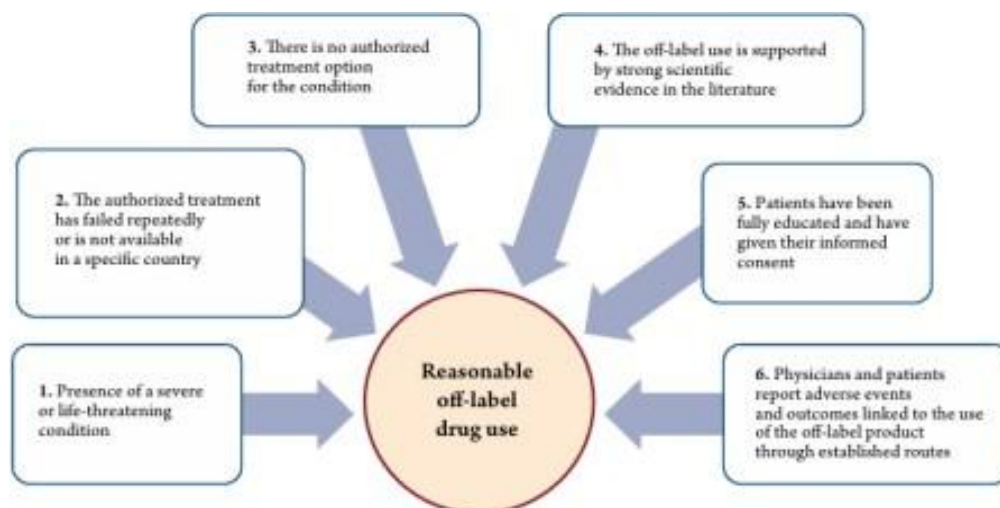 3. There is no authorized
treatment option
for the condition
4. The off-label use is supported
by strong scientific
evidence in the literature
2. The authorized treatment
has failed repeatedly
or is not available
in a specific country
5. Patients have been
fully educated and have
given their informed
consent
1. Presence of a severe
or life-threatening
condition
Reasonable
off-label
drug use
6. Physicians and patients
report adverse events
and outcomes linked to the use
of the off-label product
through established routes